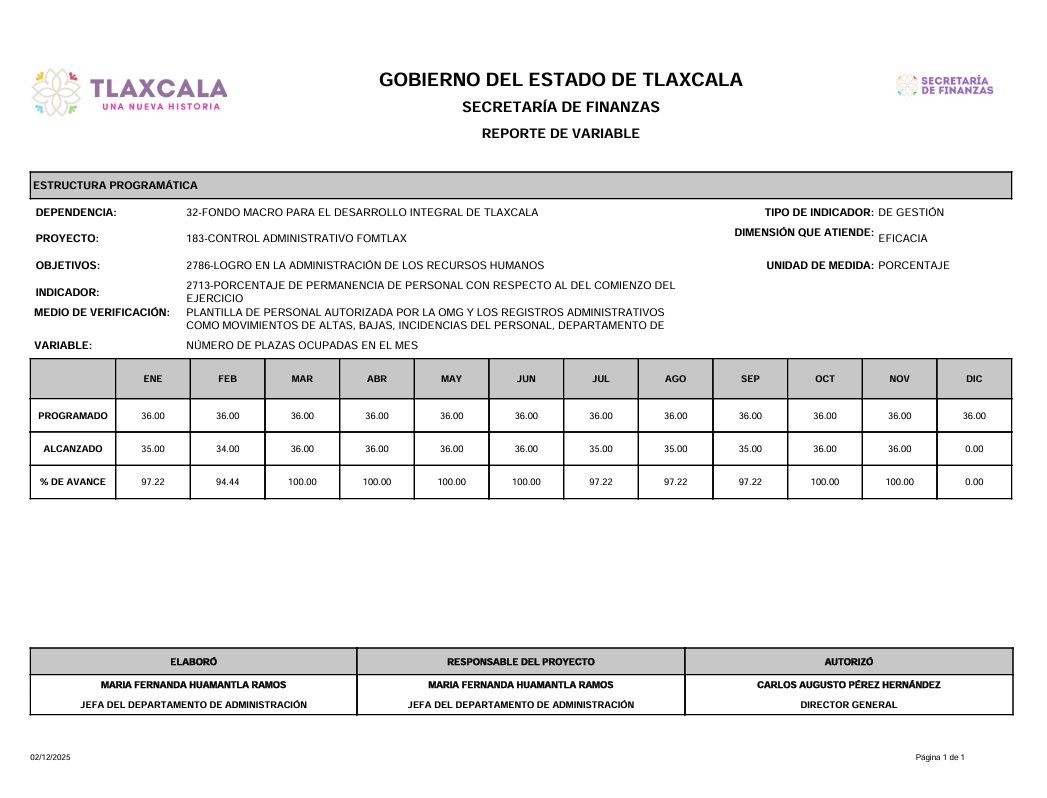 TLAXCALA
UNA NUEVA HISTORIA
GOBIERNO DEL ESTADO DE TLAXCALA
SECRETARÍA DE FINANZAS
REPORTE DE VARIABLE
SECRETARÍA
DE FINANZAS
ESTRUCTURA PROGRAMÁTICA
DEPENDENCIA: 32-FONDO MACRO PARA EL DESARROLLO INTEGRAL DE TLAXCALA TIPO DE INDICADOR: DE GESTIÓN
PROYECTO: 183-CONTROL ADMINISTRATIVO FOMTLAX DIMENSIÓN QUE ATIENDE: EFICACIA
OBJETIVOS: 2786-LOGRO EN LA ADMINISTRACIÓN DE LOS RECURSOS HUMANOS UNIDAD DE MEDIDA: PORCENTAJE
INDICADOR: 2713-PORCENTAJE DE PERMANENCIA DE PERSONAL CON RESPECTO AL DEL COMIENZO DEL
EJERCICIO
MEDIO DE VERIFICACIÓN: PLANTILLA DE PERSONAL AUTORIZADA POR LA OMG Y LOS REGISTROS ADMINISTRATIVOS
COMO MOVIMIENTOS DE ALTAS, BAJAS, INCIDENCIAS DEL PERSONAL, DEPARTAMENTO DE
VARIABLE: NÚMERO DE PLAZAS OCUPADAS EN EL MES
ENE FEB MAR ABR MAY JUN JUL AGO SEP OCT NOV DIC
PROGRAMADO 36.00 36.00 36.00 36.00 36.00 36.00 36.00 36.00 36.00 36.00 36.00 36.00
ALCANZADO 35.00 34.00 36.00 36.00 36.00 36.00 35.00 35.00 35.00 36.00 36.00 0.00
% DE AVANCE 97.22 94.44 100.00 100.00 100.00 100.00 97.22 97.22 97.22 100.00 100.00 0.00
ELABORÓ RESPONSABLE DEL PROYECTO AUTORIZÓ
MARIA FERNANDA HUAMANTLA RAMOS MARIA FERNANDA HUAMANTLA RAMOS CARLOS AUGUSTO PÉREZ HERNÁNDEZ
JEFA DEL DEPARTAMENTO DE ADMINISTRACIÓN JEFA DEL DEPARTAMENTO DE ADMINISTRACIÓN DIRECTOR GENERAL
02/12/2025 Página 1 de 1